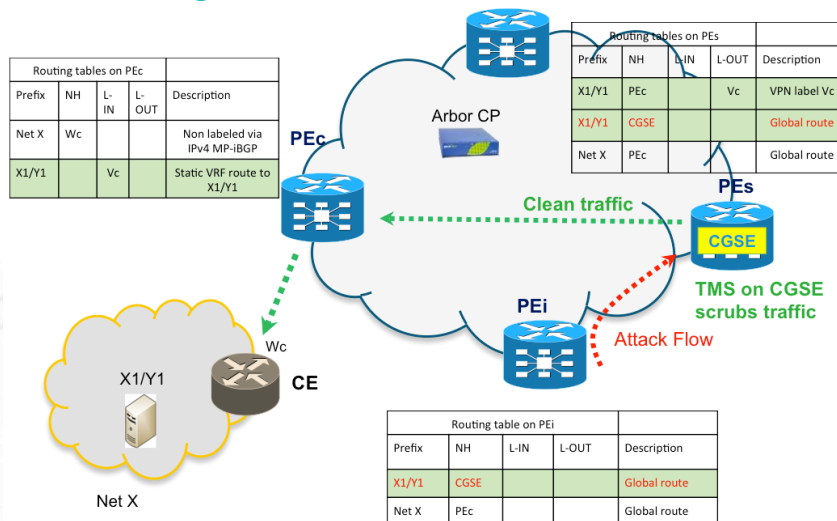 Routing tables on PEc
Prefix NH L-IN L-OUT Description
Net X Wc Non labeled via IPv4 MP-iBGP
X1/Y1 Vc Static VRF route to X1/Y1
Routing tables on PEs
Prefix NH L-IN L-OUT Description
X1/Y1 PEc Vc VPN label Vc
X1/Y1 CGSE Global route
Net X PEc Global route
Arbor CP
PEc
PEs
Clean traffic
CGSE
TMS on CGSE
scrubs traffic
PEi
Attack Flow
Wc
CE
X1/Y1
Net X
Routing table on PEi
Prefix NH L-IN L-OUT Description
X1/Y1 CGSE Global route
Net X PEc Global route